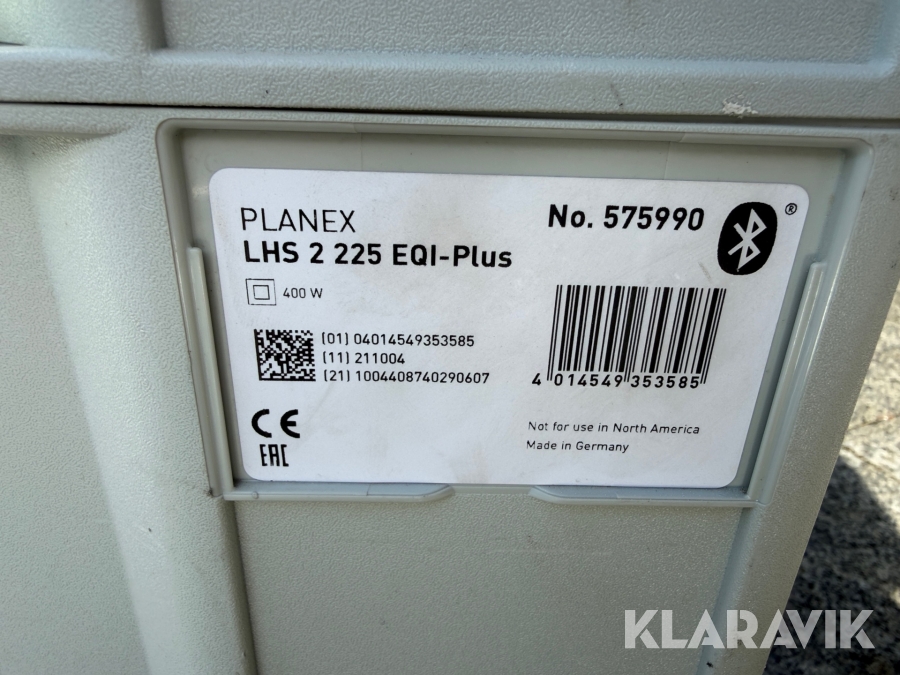 PLANEX
LHS 2 225 EQI-Plus
No. 575990
®
400 W
(01) 04014549353585
(11) 211004
(21) 1004408740290607
4 014549 353585
CE
EAC
Not for use in North America
Made in Germany
KLARAVIK